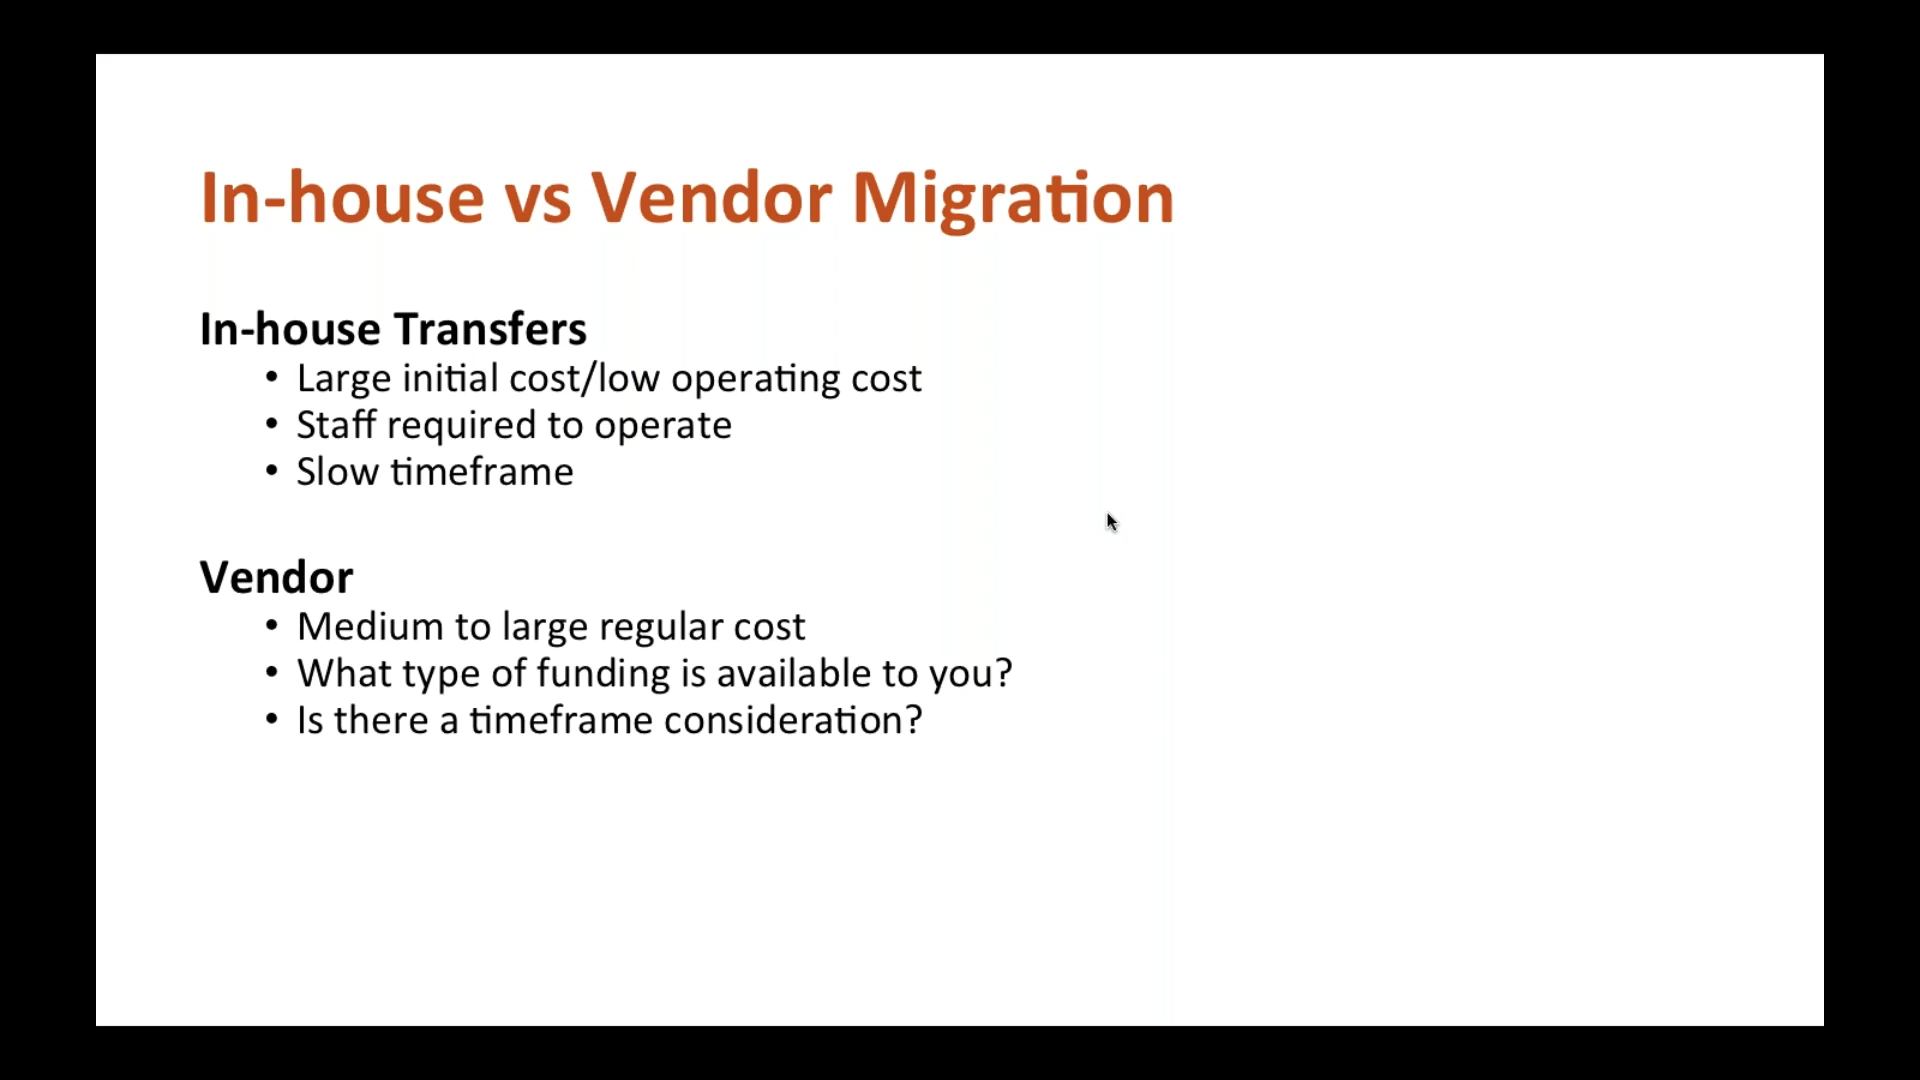 In-house vs Vendor Migration
In-house Transfers
• Large initial cost/low operating cost
• Staff required to operate
• Slow timeframe
Vendor
• Medium to large regular cost
• What type of funding is available to you?
• Is there a timeframe consideration?